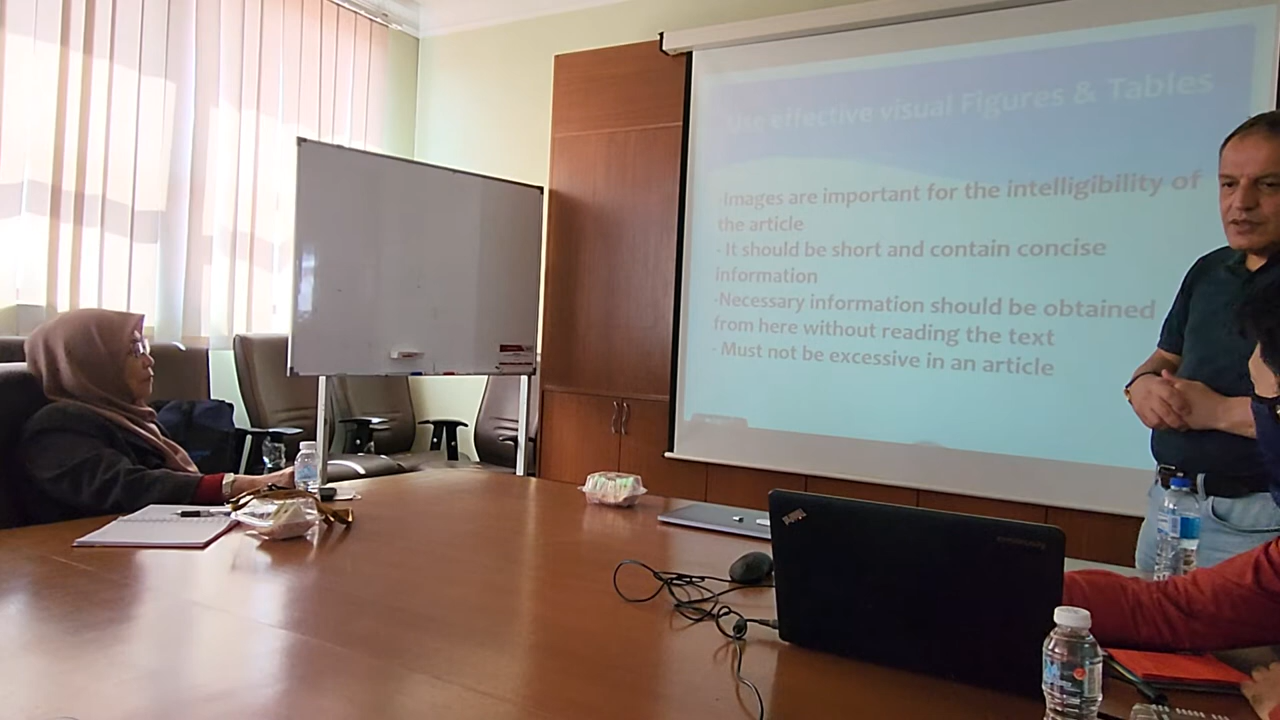 Use effective visual Figures & Tables
-Images are important for the intelligibility of
the article
- It should be short and contain concise
information
-Necessary information should be obtained
from here without reading the text
- Must not be excessive in an article